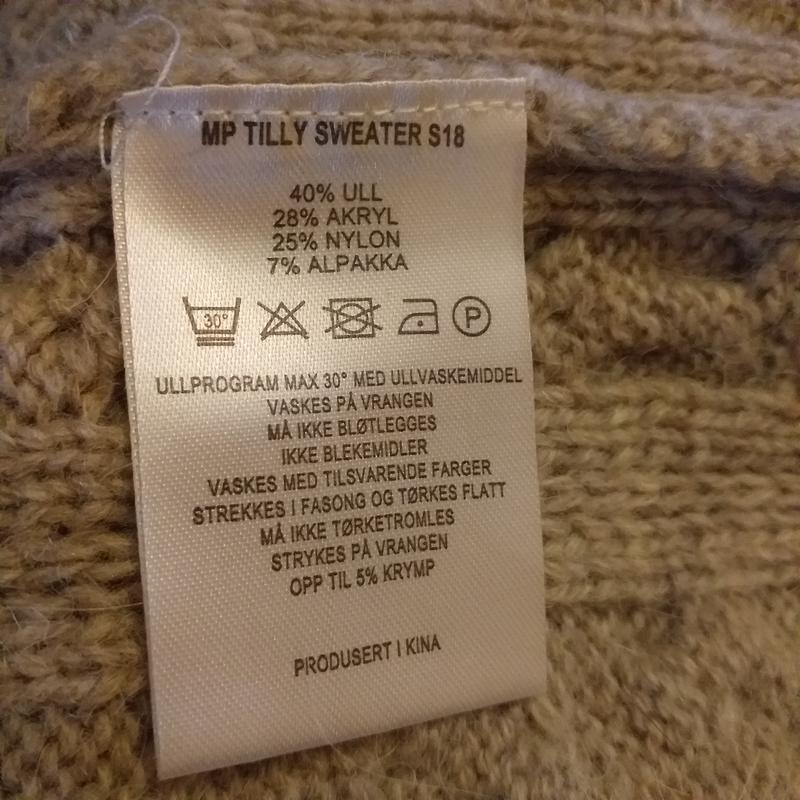 MP TILLY SWEATER S18
40% ULL
28% AKRYL
25% NYLON
7% ALPAKKA
30° P
ULLPROGRAM MAX 30° MED ULLVASKEMIDDEL
VASKES PÅ VRANGEN
MÅ IKKE BLØTLEGGES
IKKE BLEKEMIDLER
VASKES MED TILSVARENDE FARGER
STREKKES I FASONG OG TØRKES FLATT
MÅ IKKE TØRKETROMLES
STRYKES PÅ VRANGEN
OPP TIL 5% KRYMP
PRODUSERT I KINA